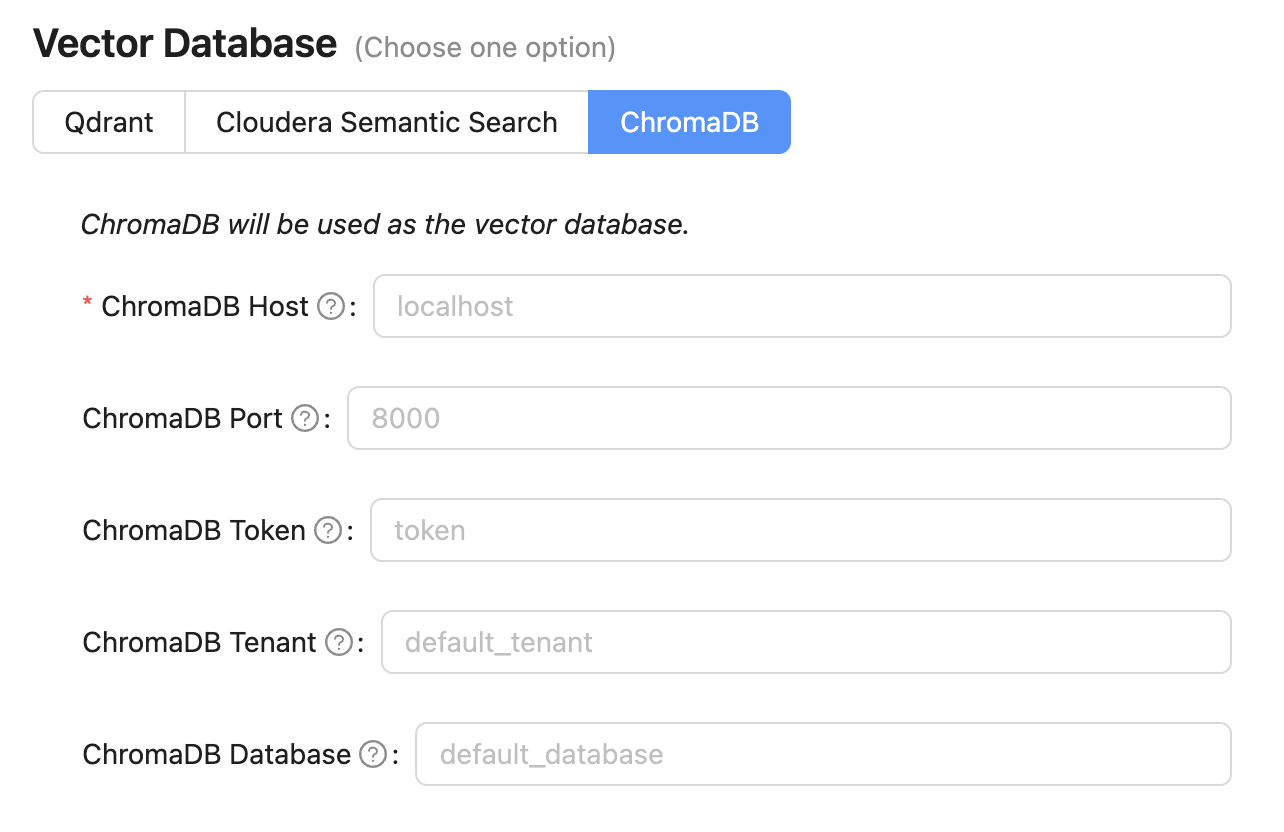 Vector Database (Choose one option)
Qdrant Cloudera Semantic Search ChromaDB
ChromaDB will be used as the vector database.
* ChromaDB Host ? : localhost
ChromaDB Port ? : 8000
ChromaDB Token ? : token
ChromaDB Tenant ? : default_tenant
ChromaDB Database ? : default_database